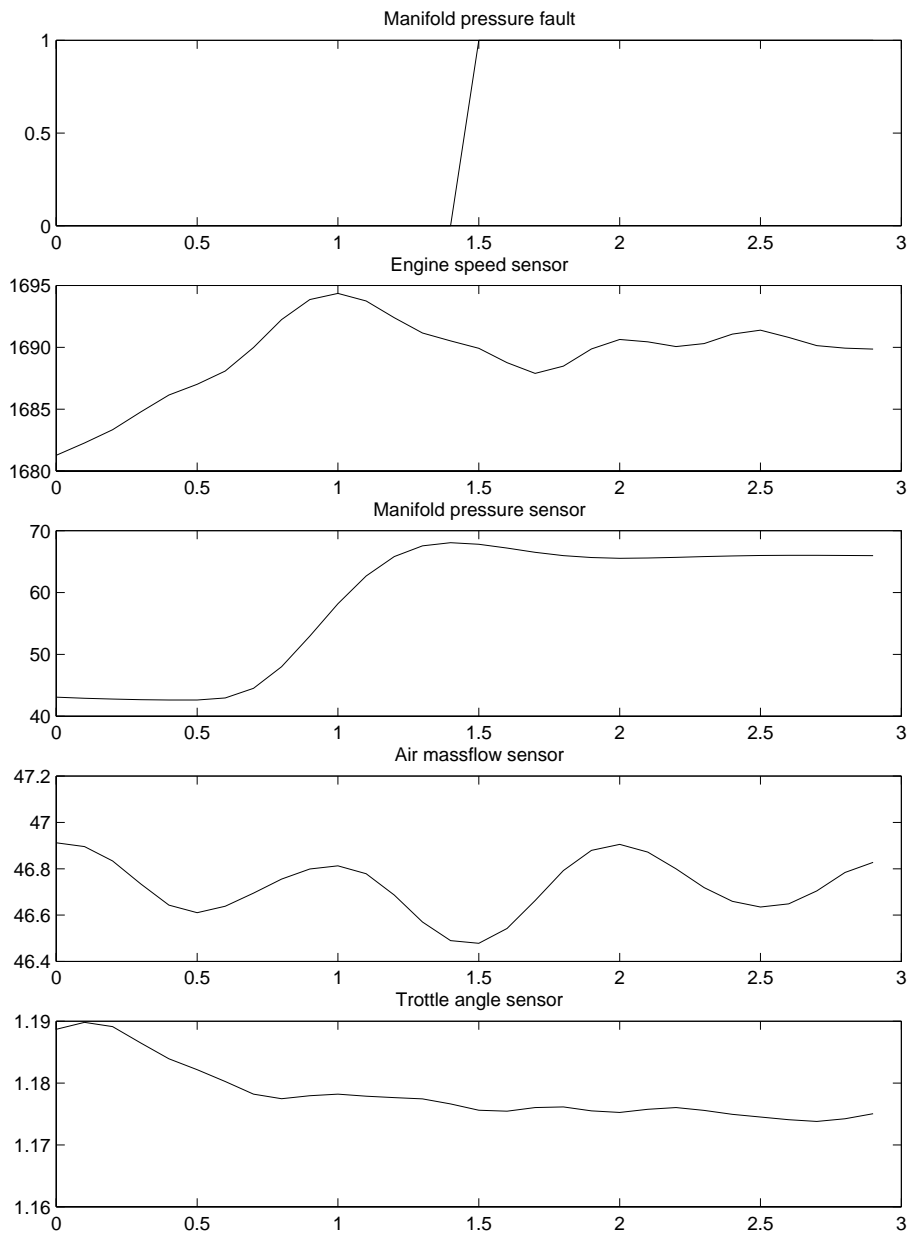 Manifold pressure fault
1
0.5
0
0 0.5 1 1.5 2 2.5 3
Engine speed sensor
1695
1690
1685
1680
0 0.5 1 1.5 2 2.5 3
Manifold pressure sensor
70
60
50
40
0 0.5 1 1.5 2 2.5 3
Air massflow sensor
47.2
47
46.8
46.6
46.4
0 0.5 1 1.5 2 2.5 3
Trottle angle sensor
1.19
1.18
1.17
1.16
0 0.5 1 1.5 2 2.5 3